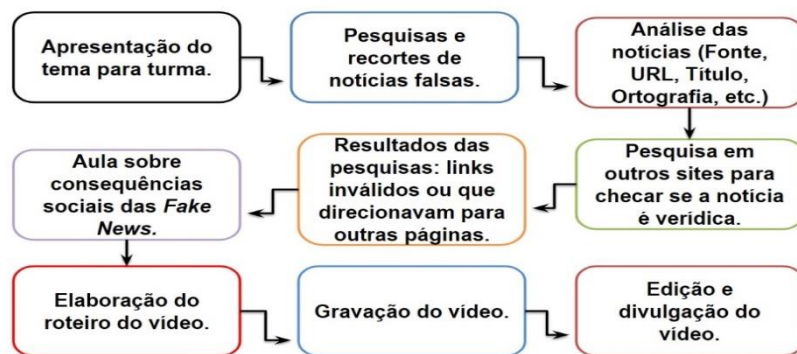 Apresentação do
tema para turma.
Pesquisas e
recortes de
notícias falsas.
Análise das
notícias (Fonte,
URL, Título,
Ortografia, etc.)
Pesquisa em
outros sites para
checar se a notícia
é verídica.
Resultados das
pesquisas: links
inválidos ou que
direcionavam para
outras páginas.
Aula sobre
consequências
sociais das Fake
News.
Elaboração do
roteiro do vídeo.
Gravação do vídeo.
Edição e
divulgação do
vídeo.